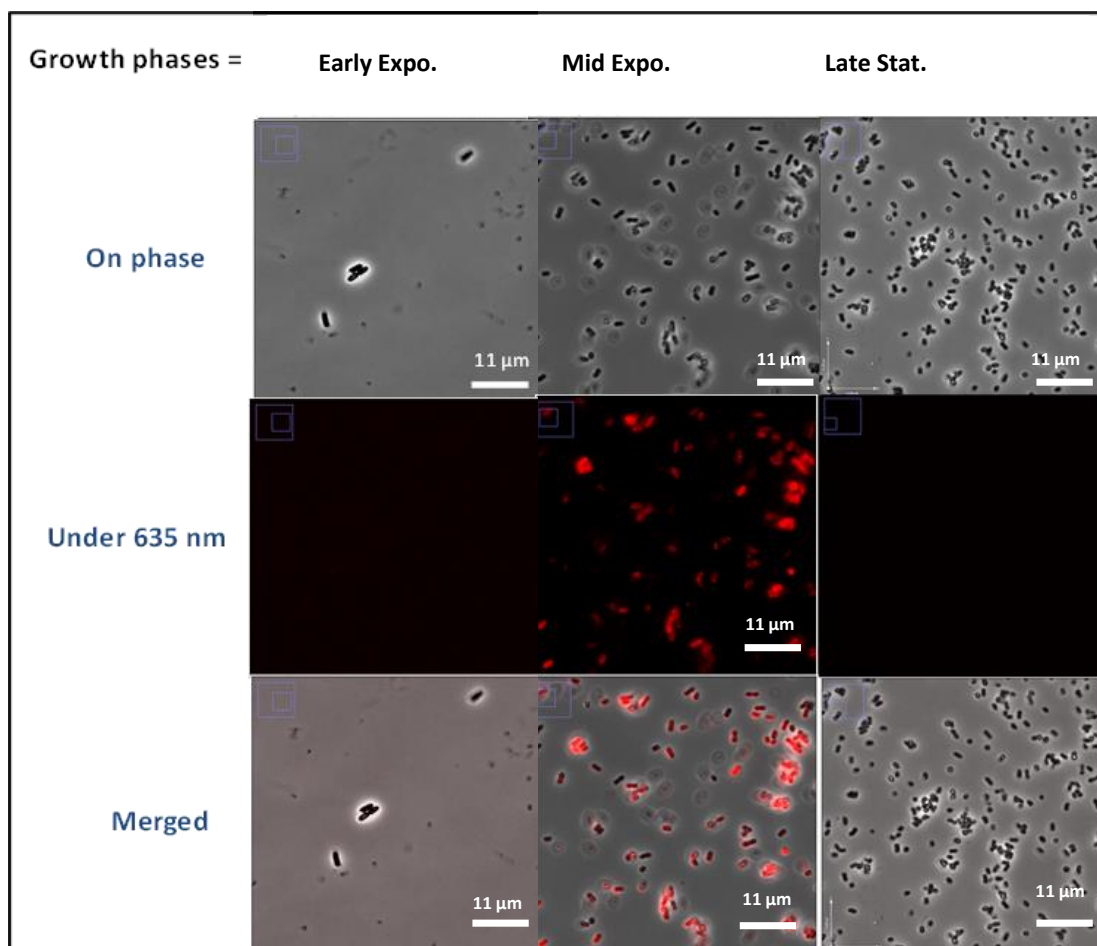 Growth phases = Early Expo. Mid Expo. Late Stat.
On phase
11 µm 11 µm 11 µm
Under 635 nm
11 µm
Merged
11 µm 11 µm 11 µm